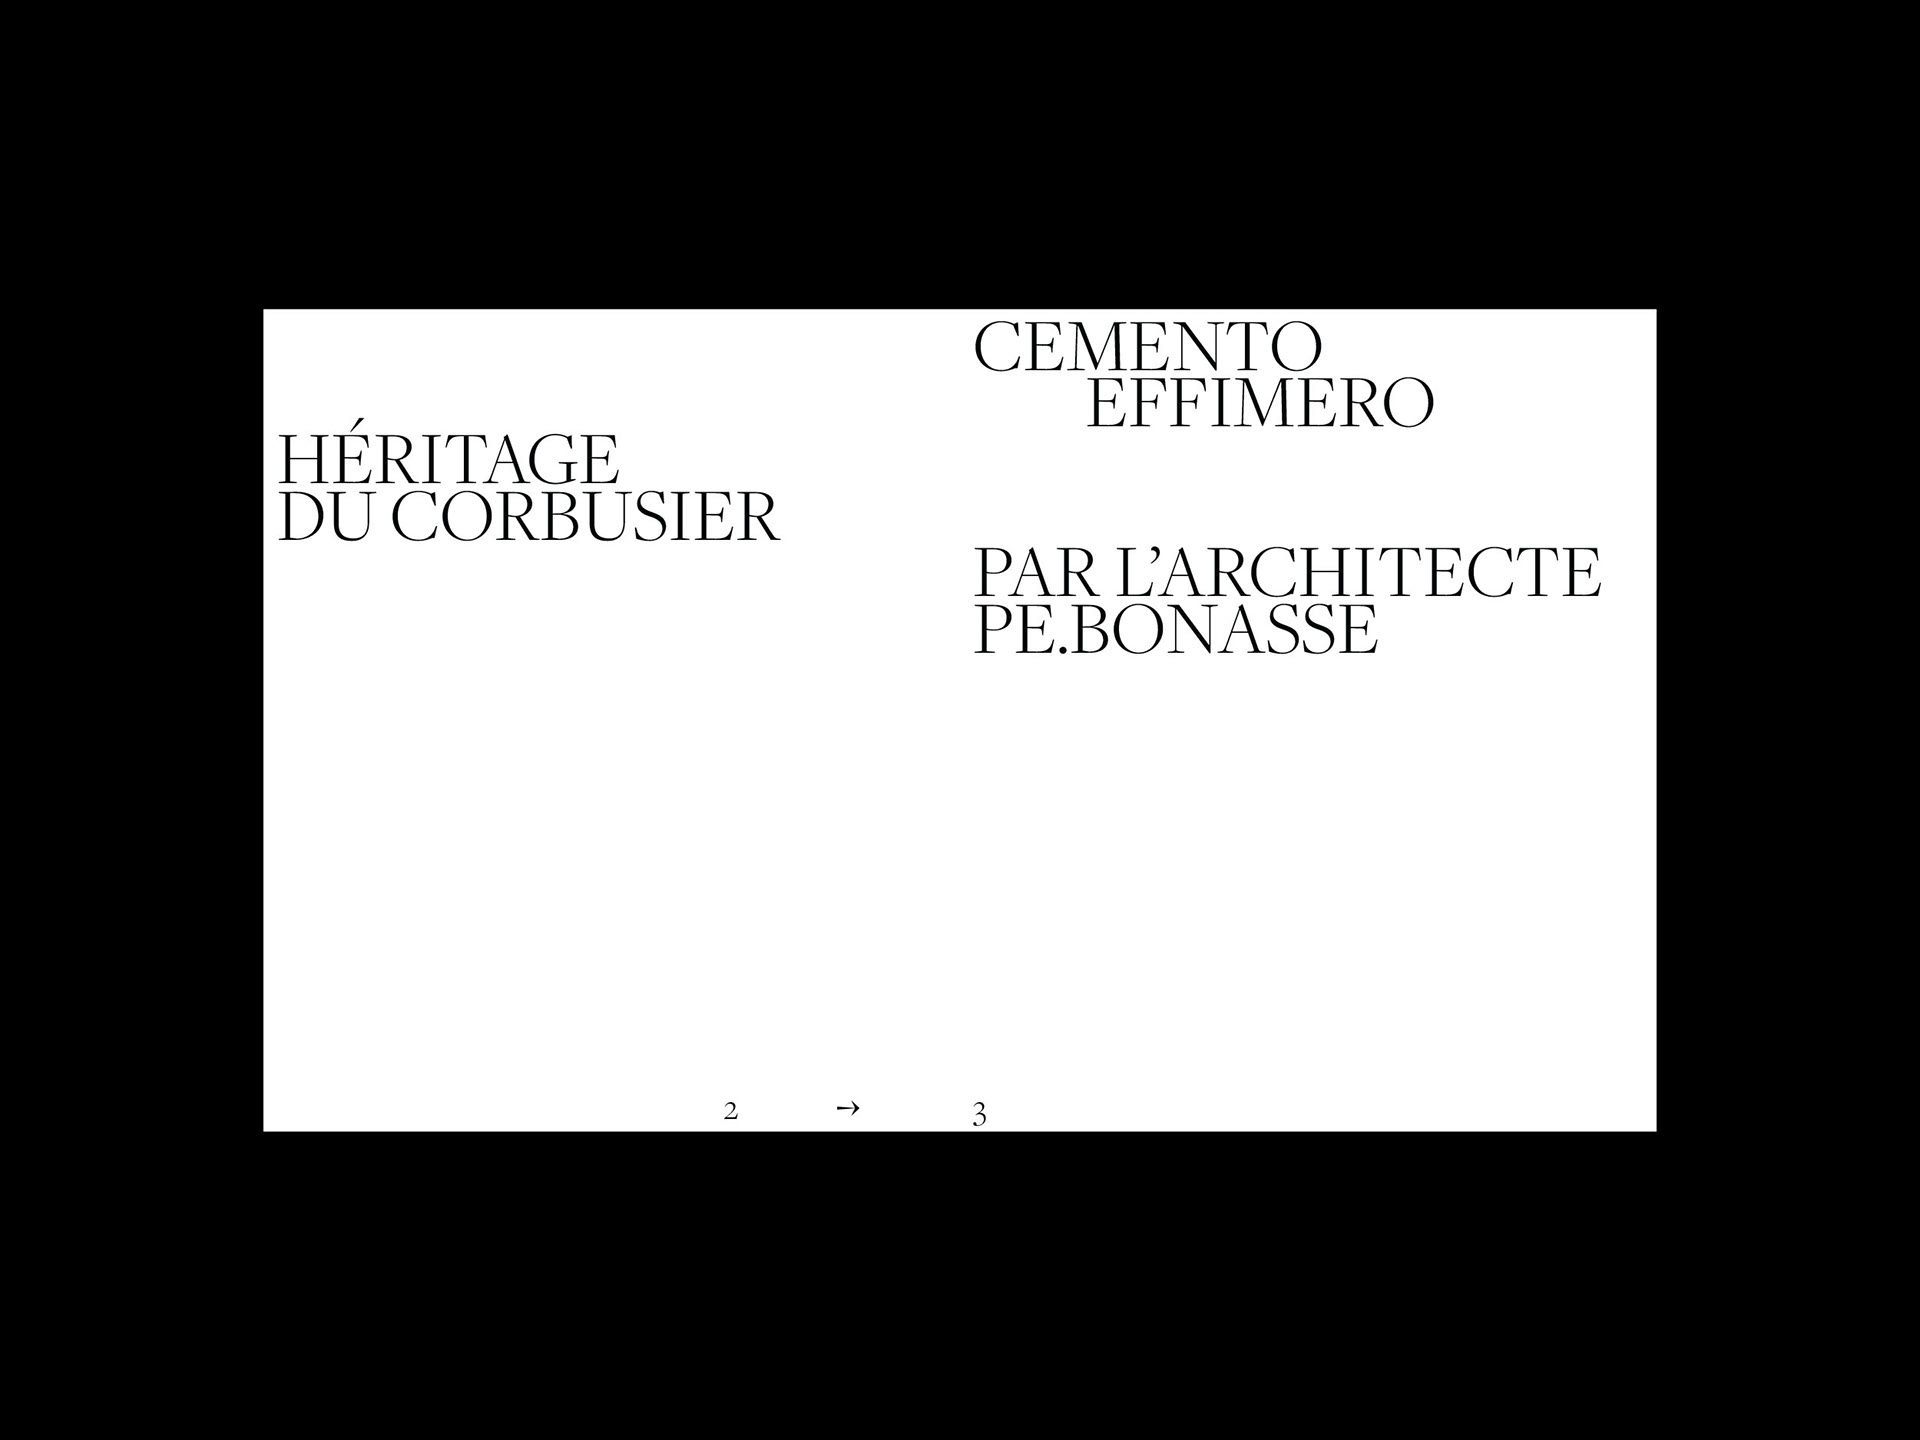 CEMENTO
EFFIMERO
HÉRITAGE
DU CORBUSIER
PAR L’ARCHITECTE
PE.BONASSE
2 → 3